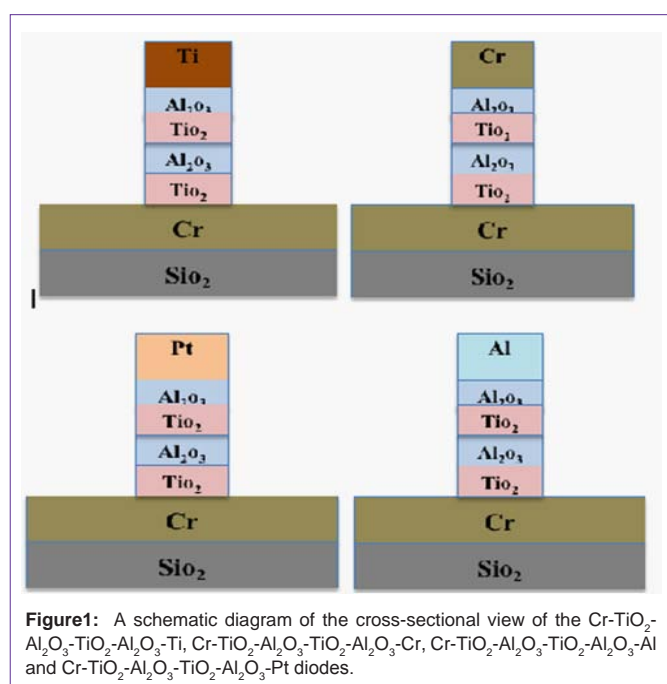 Ti
Al₂O₃
Tio₂
Al₂O₃
Tio₂
Cr
Sio₂
Cr
Al₂O₃
Tio₂
Al₂O₃
Tio₂
Cr
Sio₂
Pt
Al₂O₃
Tio₂
Al₂O₃
Tio₂
Cr
Sio₂
Al
Al₂O₃
Tio₂
Al₂O₃
Tio₂
Cr
Sio₂
Figure1: A schematic diagram of the cross-sectional view of the Cr-TiO₂-
Al₂O₃-TiO₂-Al₂O₃-Ti, Cr-TiO₂-Al₂O₃-TiO₂-Al₂O₃-Cr, Cr-TiO₂-Al₂O₃-TiO₂-Al₂O₃-Al
and Cr-TiO₂-Al₂O₃-TiO₂-Al₂O₃-Pt diodes.